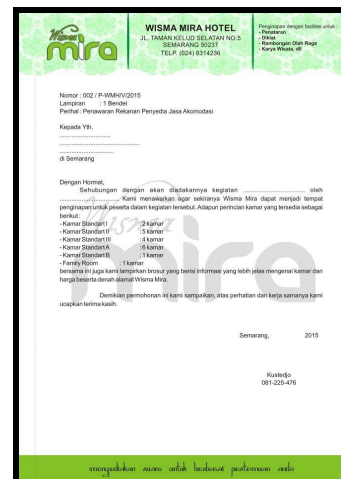 Wisma
mira
WISMA MIRA HOTEL
JL. TAMAN KELUD SELATAN NO.5
SEMARANG 50237
TELP. (024) 8314236
Penginapan dengan fasilitas untuk :
- Penataran
- Diklat
- Rombongan Olah Raga
- Karya Wisata, dll
Nomor : 002 / P-WMH/V/2015
Lampiran : 1 Bendel
Perihal : Penawaran Rekanan Penyedia Jasa Akomodasi
Kepada Yth.
di Semarang
Dengan Hormat,
Sehubungan dengan akan diadakannya kegiatan .............................. oleh
............................., Kami menawarkan agar sekiranya Wisma Mira dapat menjadi tempat
penginapan untuk peserta dalam kegiatan tersebut. Adapun perincian kamar yang tersedia sebagai
berikut :
- Kamar Standart I : 2 kamar
- Kamar Standart II : 5 kamar
- Kamar Standart III : 4 kamar
- Kamar Standart A : 6 kamar
- Kamar Standart B : 1 kamar
- Family Room : 1 kamar
bersama ini juga kami lampirkan brosur yang berisi informasi yang lebih jelas mengenai kamar dan
harga beserta denah alamat Wisma Mira.
Demikian permohonan ini kami sampaikan, atas perhatian dan kerja samanya kami
ucapkan terima kasih.
Semarang, 2015
Kustedjo
081-225-476
menyediakan ruang untuk berbagai pertemuan anda